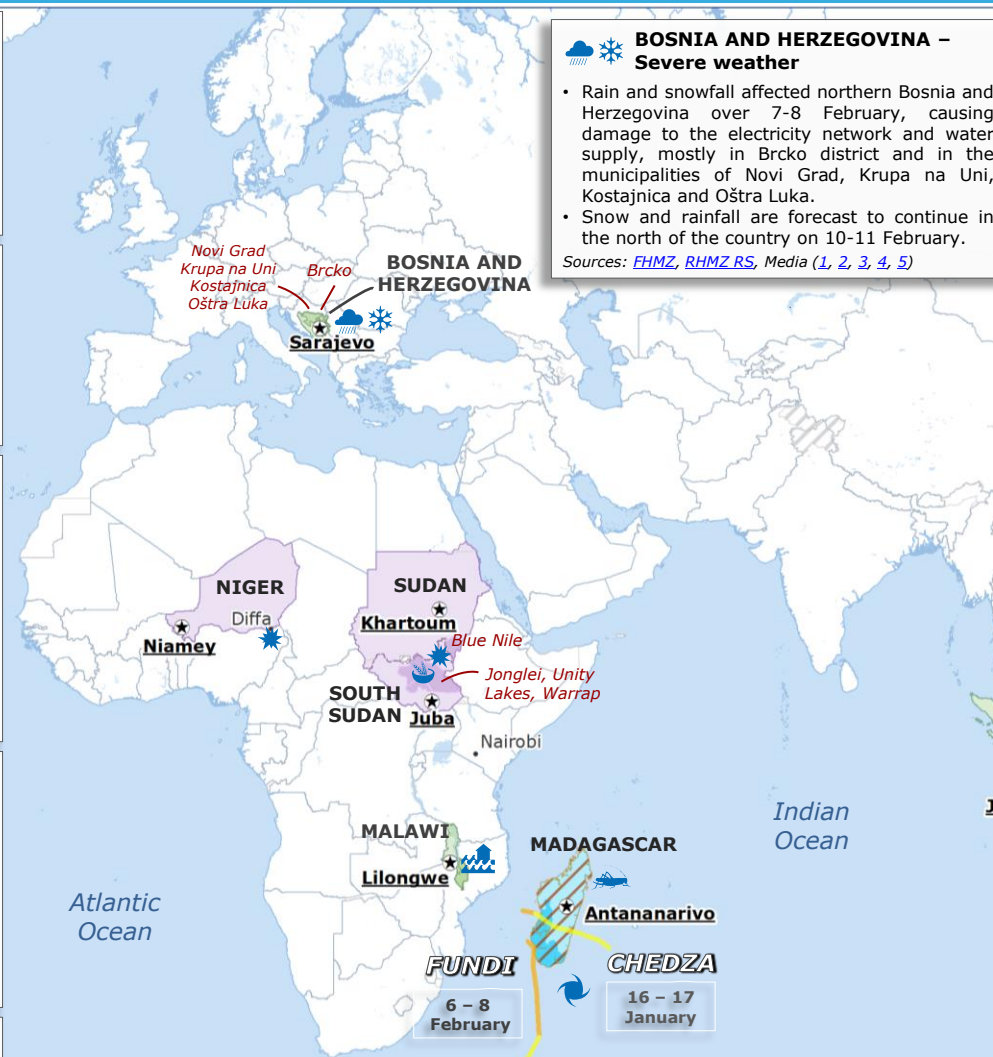 BOSNIA AND HERZEGOVINA –
Severe weather
• Rain and snowfall affected northern Bosnia and
Herzegovina over 7-8 February, causing
damage to the electricity network and water
supply, mostly in Brcko district and in the
municipalities of Novi Grad, Krupa na Uni,
Kostajnica and Oštra Luka.
• Snow and rainfall are forecast to continue in
the north of the country on 10-11 February.
Sources: FHMZ, RHMZ RS, Media (1, 2, 3, 4, 5)
Novi Grad
Krupa na Uni
Kostajnica
Oštra Luka
Brcko
BOSNIA AND
HERZEGOVINA
Sarajevo
NIGER
Diffa
Niamey
SUDAN
Khartoum
Blue Nile
Jonglei, Unity
Lakes, Warrap
SOUTH
SUDAN
Juba
Nairobi
MALAWI
Lilongwe
MADAGASCAR
Antananarivo
Indian
Ocean
Atlantic
Ocean
FUNDI
6 – 8
February
CHEDZA
16 – 17
January